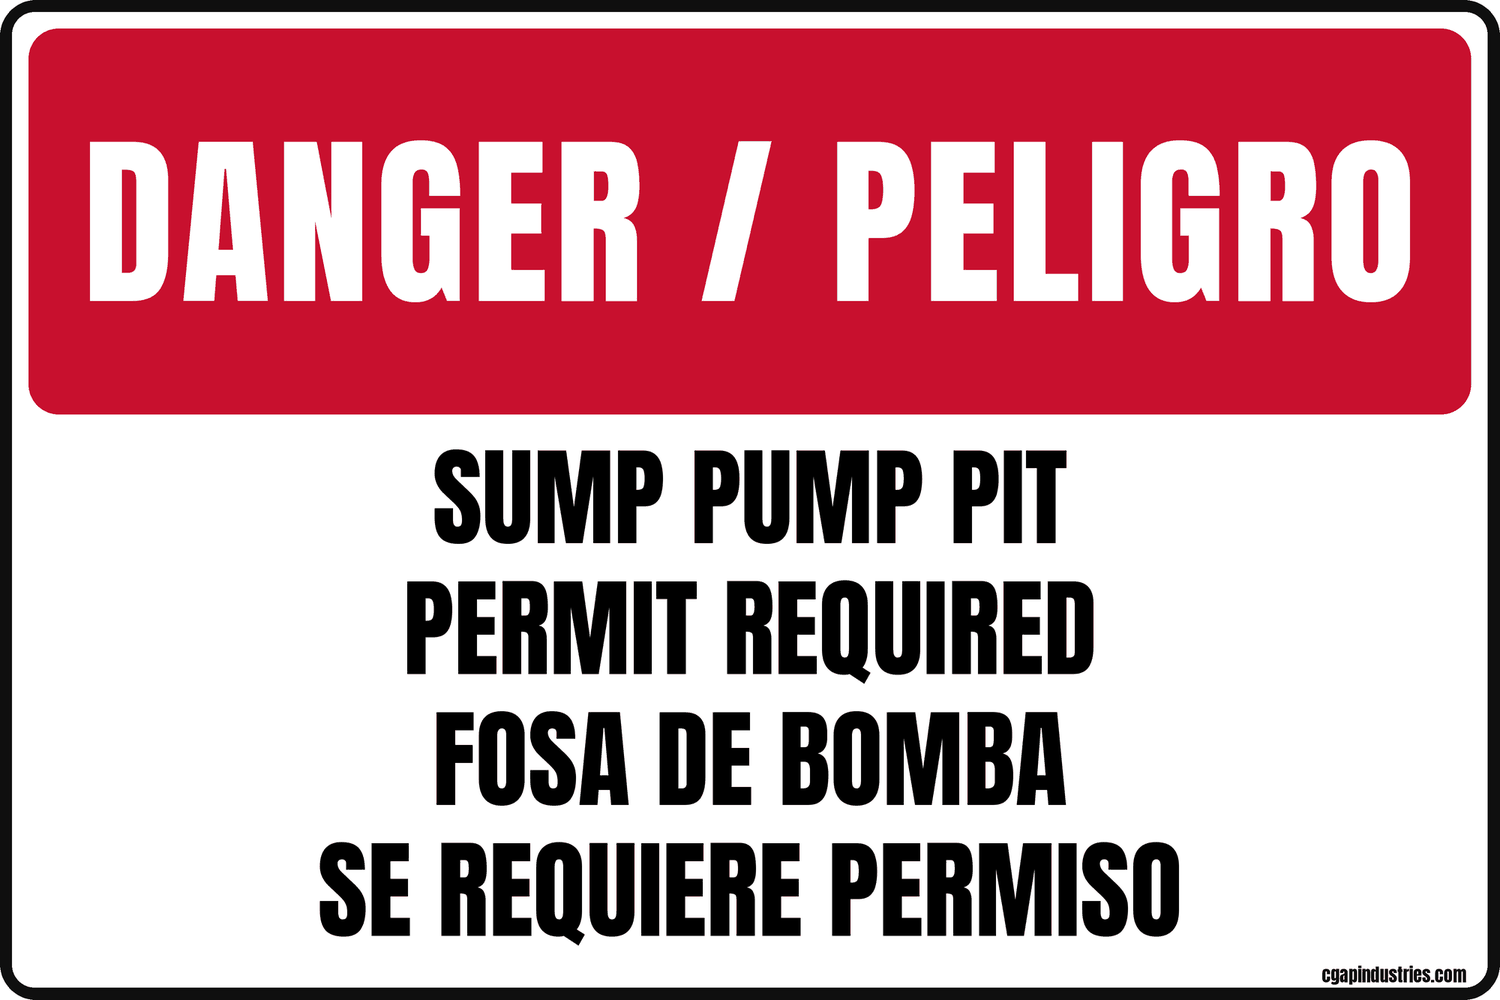 DANGER / PELIGRO
SUMP PUMP PIT
PERMIT REQUIRED
FOSA DE BOMBA
SE REQUIERE PERMISO
cgapindustries.com